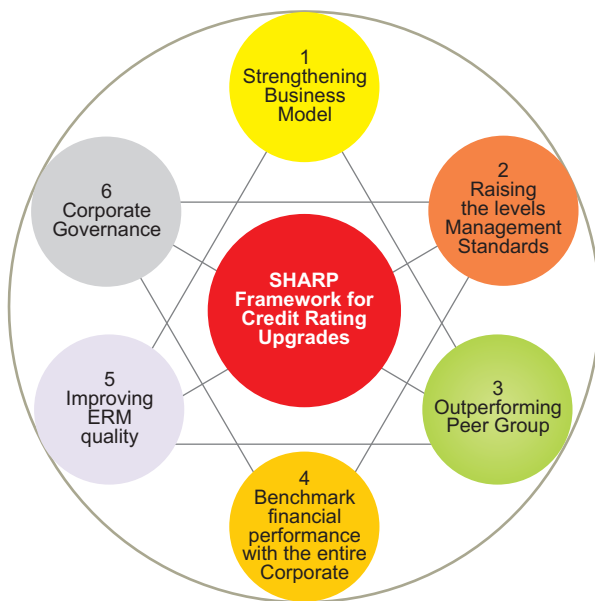 1
Strengthening
Business
Model
2
Raising
the levels
Management
Standards
3
Outperforming
Peer Group
4
Benchmark
financial
performance
with the entire
Corporate
5
Improving
ERM
quality
6
Corporate
Governance
SHARP
Framework for
Credit Rating
Upgrades